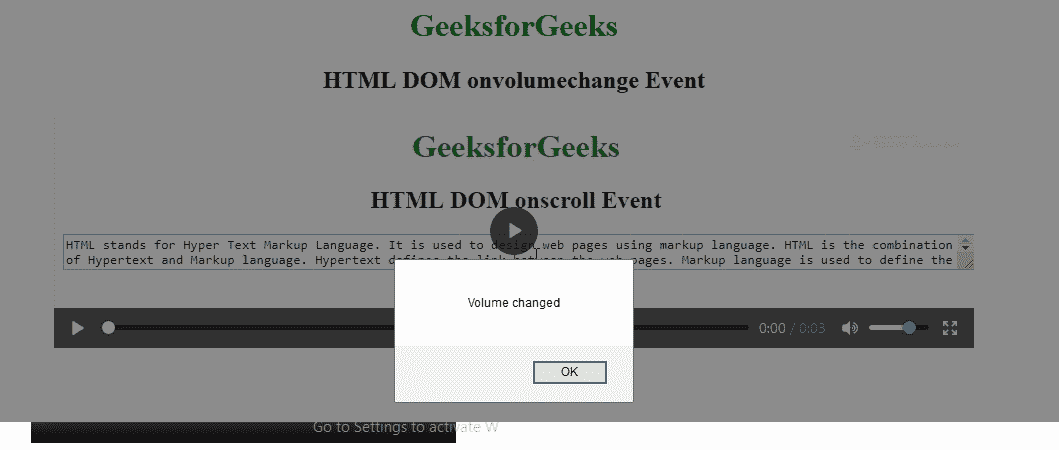 GeeksforGeeks
HTML DOM onvolumechange Event
GeeksforGeeks
HTML DOM onscroll Event
HTML stands for Hyper Text Markup Language. It is used to design web pages using markup language. HTML is the combination
of Hypertext and Markup language. Hypertext defines the link between the web pages. Markup language is used to define the
Volume changed
0:00 / 0:03
OK
Go to Settings to activate W